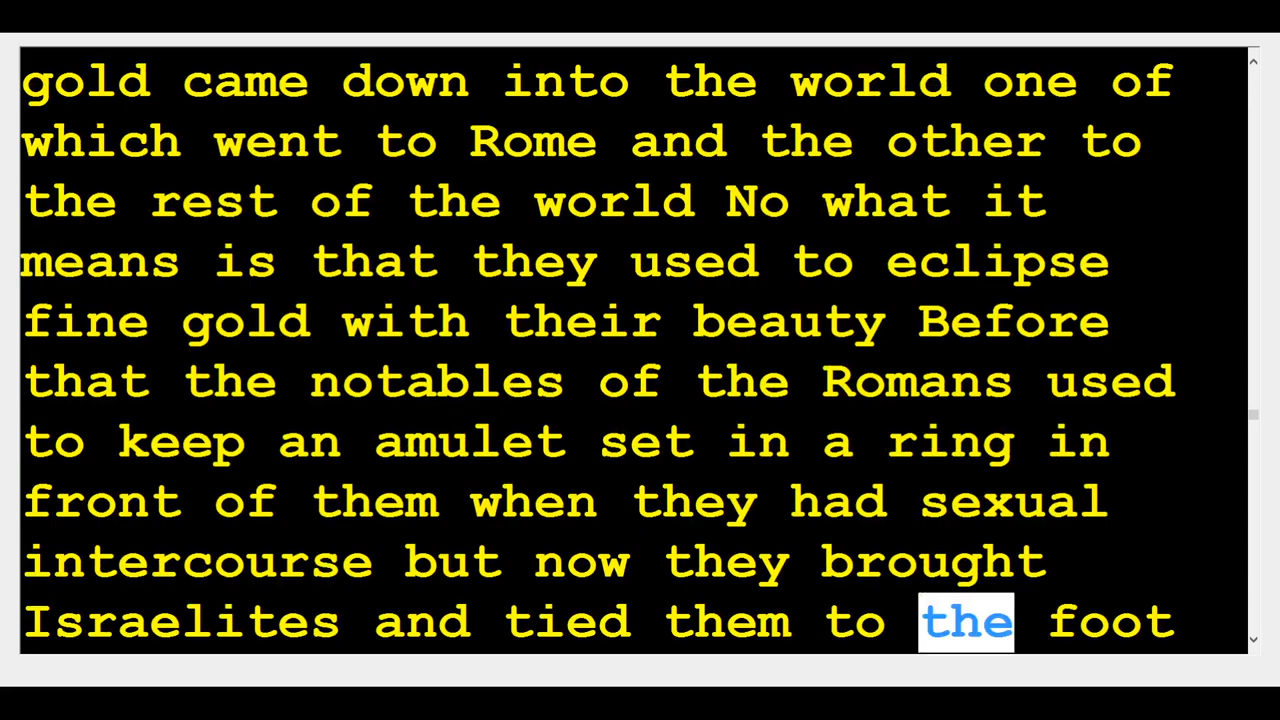 gold came down into the world one of
which went to Rome and the other to
the rest of the world No what it
means is that they used to eclipse
fine gold with their beauty Before
that the notables of the Romans used
to keep an amulet set in a ring in
front of them when they had sexual
intercourse but now they brought
Israelites and tied them to the foot